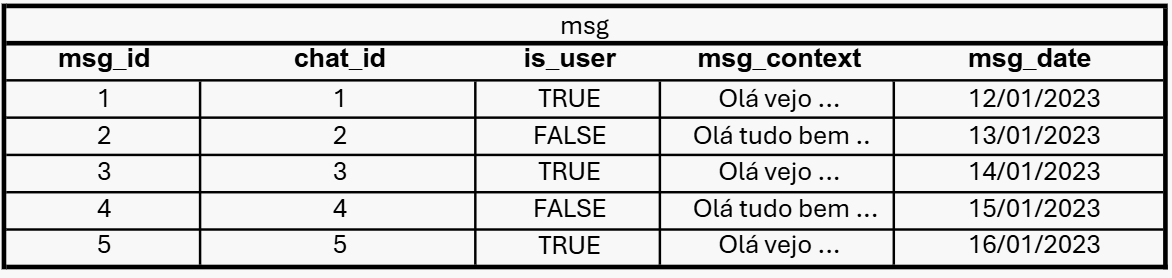 msg
msg_id chat_id is_user msg_context msg_date
1 1 TRUE Olá vejo ... 12/01/2023
2 2 FALSE Olá tudo bem .. 13/01/2023
3 3 TRUE Olá vejo ... 14/01/2023
4 4 FALSE Olá tudo bem ... 15/01/2023
5 5 TRUE Olá vejo ... 16/01/2023